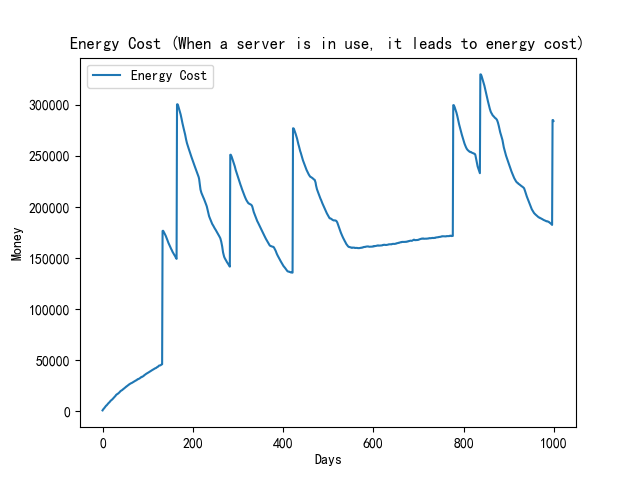 Energy Cost (When a server is in use, it leads to energy cost)
Energy Cost
300000
250000
200000
150000
100000
50000
0
Money
0 200 400 600 800 1000
Days